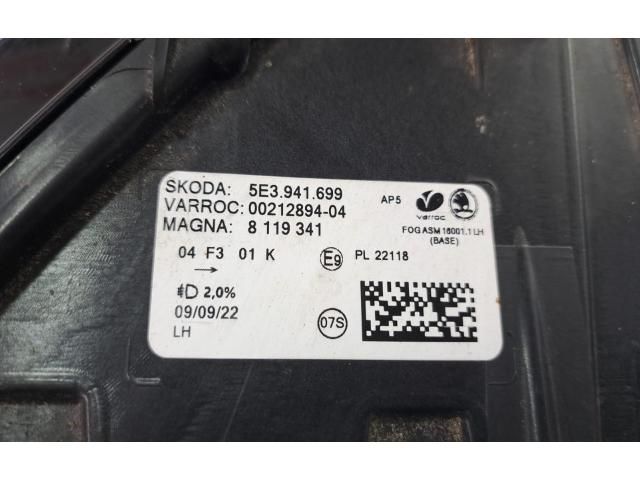 SKODA: 5E3.941.699
VARROC: 00212894-04
MAGNA: 8 119 341
AP5
varroc
FOG ASM 16001.1 LH
(BASE)
04 F3 01 K
E9
PL 22118
2,0%
09/09/22
LH
07S